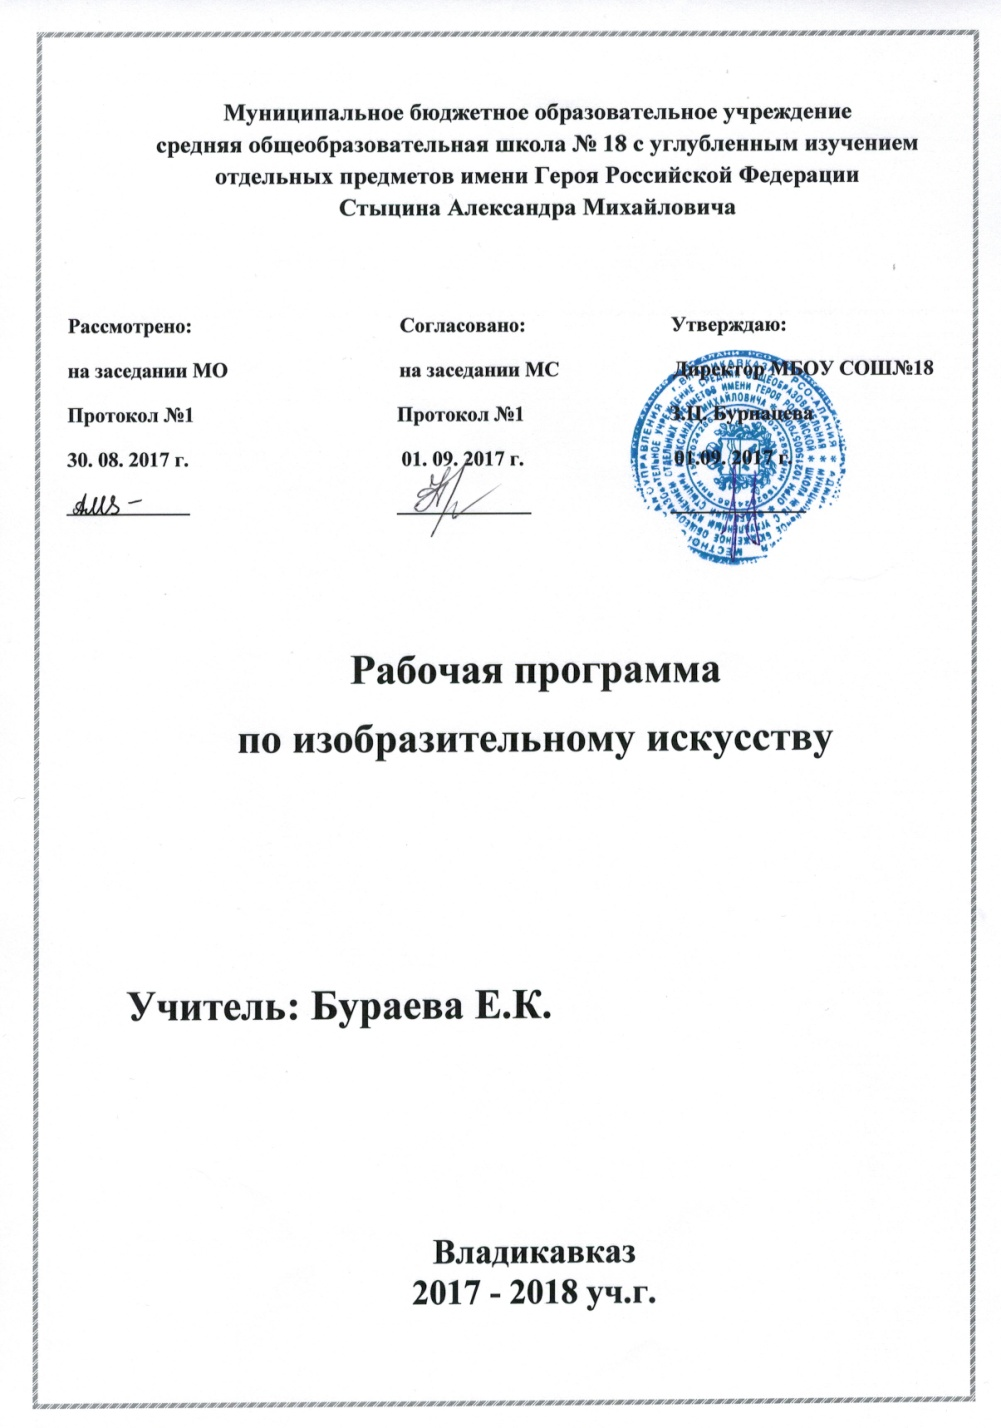 Муниципальное бюджетное образовательное учреждение
средняя общеобразовательная школа № 18 с углубленным изучением
отдельных предметов имени Героя Российской Федерации
Стыцина Александра Михайловича
Рассмотрено: Согласовано: Утверждаю:
на заседании МО на заседании МС Директор МБОУ СОШ№18
Протокол №1 Протокол №1 З.Ц. Бурнацева
30. 08. 2017 г. 01. 09. 2017 г. 01.09. 2017 г.
Рабочая программа
по изобразительному искусству
Учитель: Бураева Е.К.
Владикавказ
2017 - 2018 уч.г.